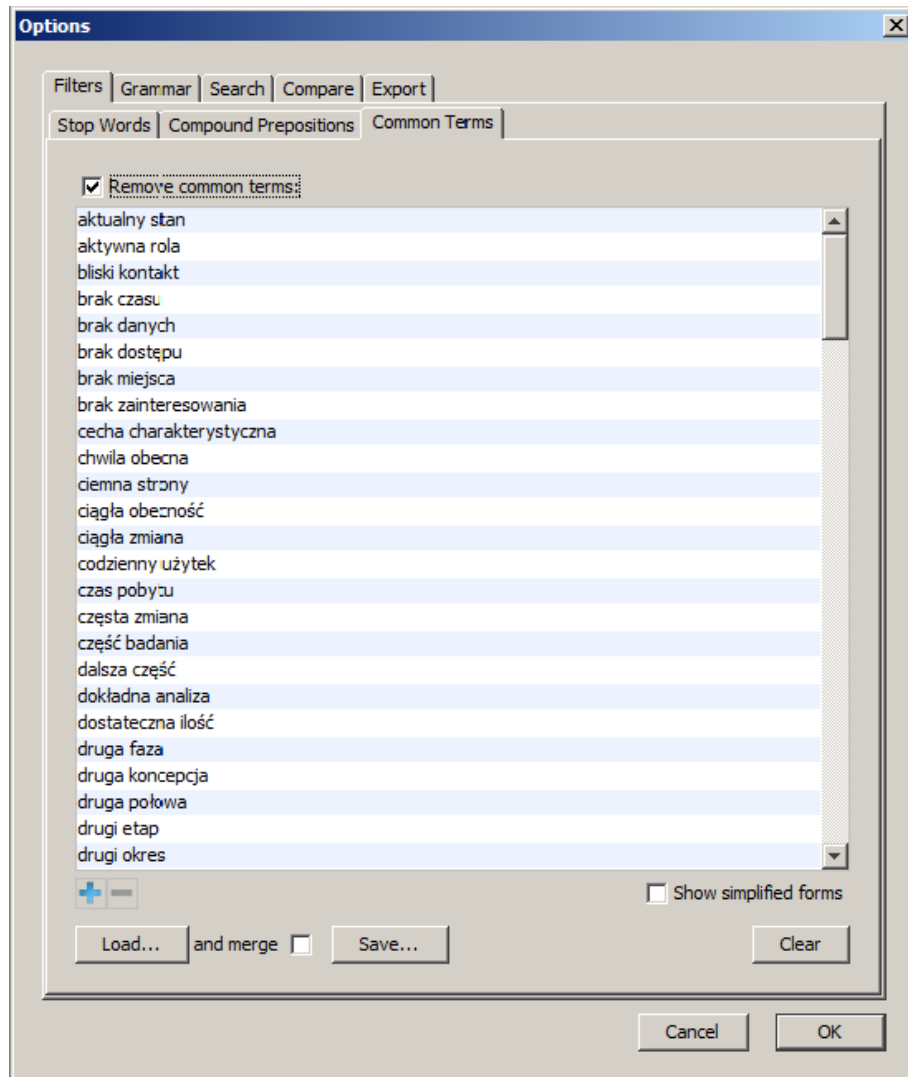 Options
Filters Grammar Search Compare Export
Stop Words Compound Prepositions Common Terms
Remove common terms:
aktualny stan
aktywna rola
bliski kontakt
brak czasu
brak danych
brak dostępu
brak miejsca
brak zainteresowania
cecha charakterystyczna
chwila obecna
ciemna strony
ciągła obecność
ciągła zmiana
codzienny użytek
czas pobytu
częsta zmiana
część badania
dalsza część
dokładna analiza
dostateczna ilość
druga faza
druga koncepcja
druga połowa
drugi etap
drugi okres
Show simplified forms
Load... and merge Save... Clear
Cancel OK